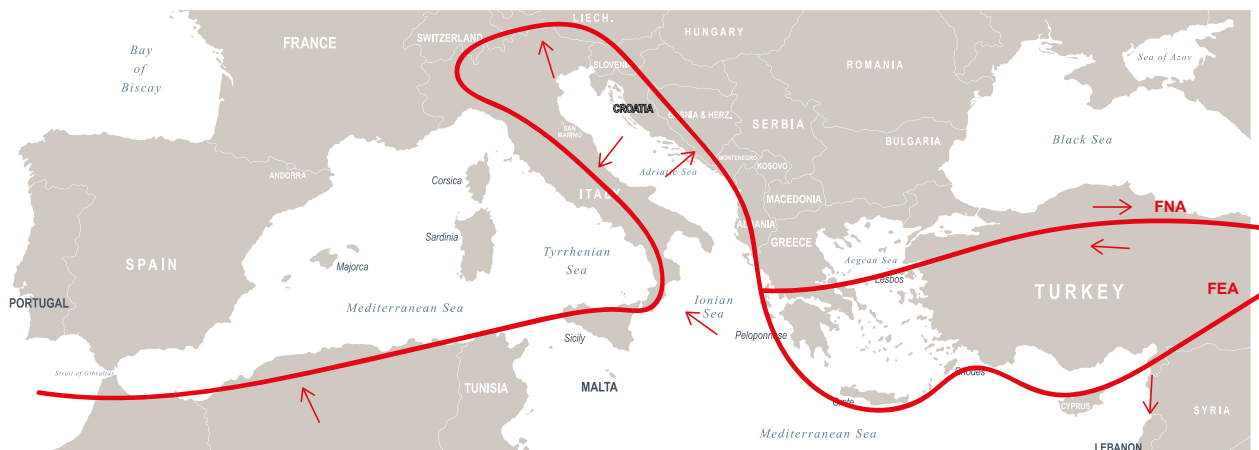 LIECH.
SWITZERLAND
FRANCE
HUNGARY
Bay
of
Biscay
SLOVENI
ROMANIA
Sea of Azov
CROATIA
BOSNIA & HERZ.
SERBIA
SAN
MARINO
BULGARIA
Black Sea
MONTENEGRO
KOSOVO
ANDORRA
Corsica
Adriatic Sea
ITALY
MACEDONIA
FNA
ALBANIA
Sardinia
GREECE
Tyrrhenian
Sea
SPAIN
Majorca
Aegean Sea
Lesbos
TURKEY
FEA
PORTUGAL
Mediterranean Sea
Ionian
Sea
Sicily
Peloponnese
Strait of Gibraltar
TUNISIA
MALTA
Rhodes
Crete
CYPRUS
SYRIA
Mediterranean Sea
LEBANON